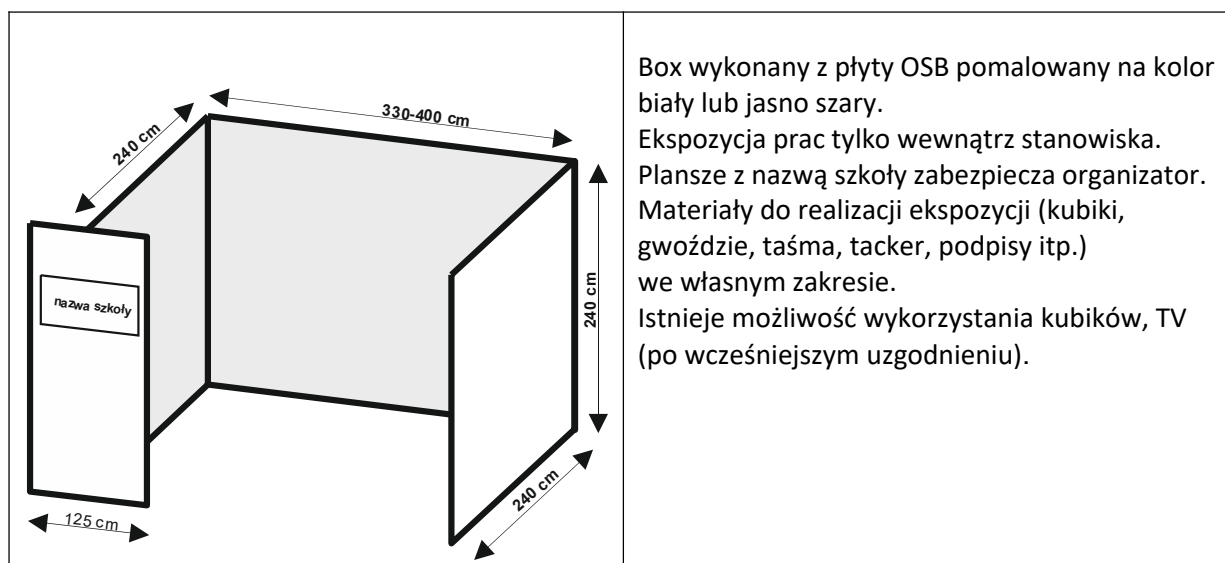 330-400 cm
240 cm
nazwa szkoły
240 cm
240 cm
125 cm
Box wykonany z płyty OSB pomalowany na kolor
biały lub jasno szary.
Ekspozycja prac tylko wewnątrz stanowiska.
Plansze z nazwą szkoły zabezpiecza organizator.
Materiały do realizacji ekspozycji (kubiki,
gwoździe, taśma, tacker, podpisy itp.)
we własnym zakresie.
Istnieje możliwość wykorzystania kubików, TV
(po wcześniejszym uzgodnieniu).